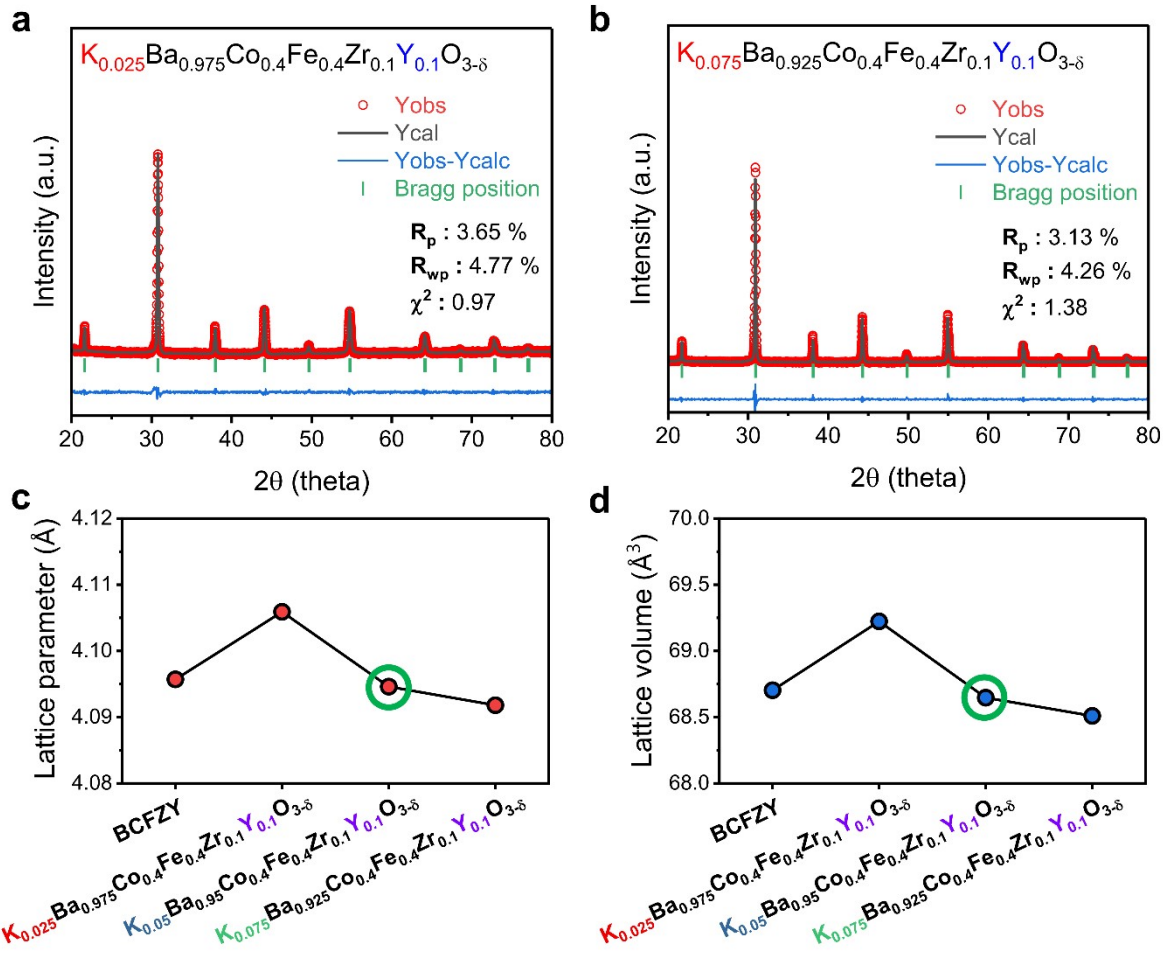 a
K0.025Ba0.975Co0.4Fe0.4Zr0.1Y0.1O3-δ
Yobs
Ycal
Yobs-Ycalc
Bragg position
Rp : 3.65 %
Rwp : 4.77 %
χ2 : 0.97
Intensity (a.u.)
20 30 40 50 60 70 80
2θ (theta)
b
K0.075Ba0.925Co0.4Fe0.4Zr0.1Y0.1O3-δ
Yobs
Ycal
Yobs-Ycalc
Bragg position
Rp : 3.13 %
Rwp : 4.26 %
χ2 : 1.38
Intensity (a.u.)
20 30 40 50 60 70 80
2θ (theta)
c
Lattice parameter (Å)
4.12
4.11
4.10
4.09
4.08
BCFZY
K0.025Ba0.975Co0.4Fe0.4Zr0.1Y0.1O3-δ
K0.05Ba0.95Co0.4Fe0.4Zr0.1Y0.1O3-δ
K0.075Ba0.925Co0.4Fe0.4Zr0.1Y0.1O3-δ
d
Lattice volume (Å3)
70.0
69.5
69.0
68.5
68.0
BCFZY
K0.025Ba0.975Co0.4Fe0.4Zr0.1Y0.1O3-δ
K0.05Ba0.95Co0.4Fe0.4Zr0.1Y0.1O3-δ
K0.075Ba0.925Co0.4Fe0.4Zr0.1Y0.1O3-δ